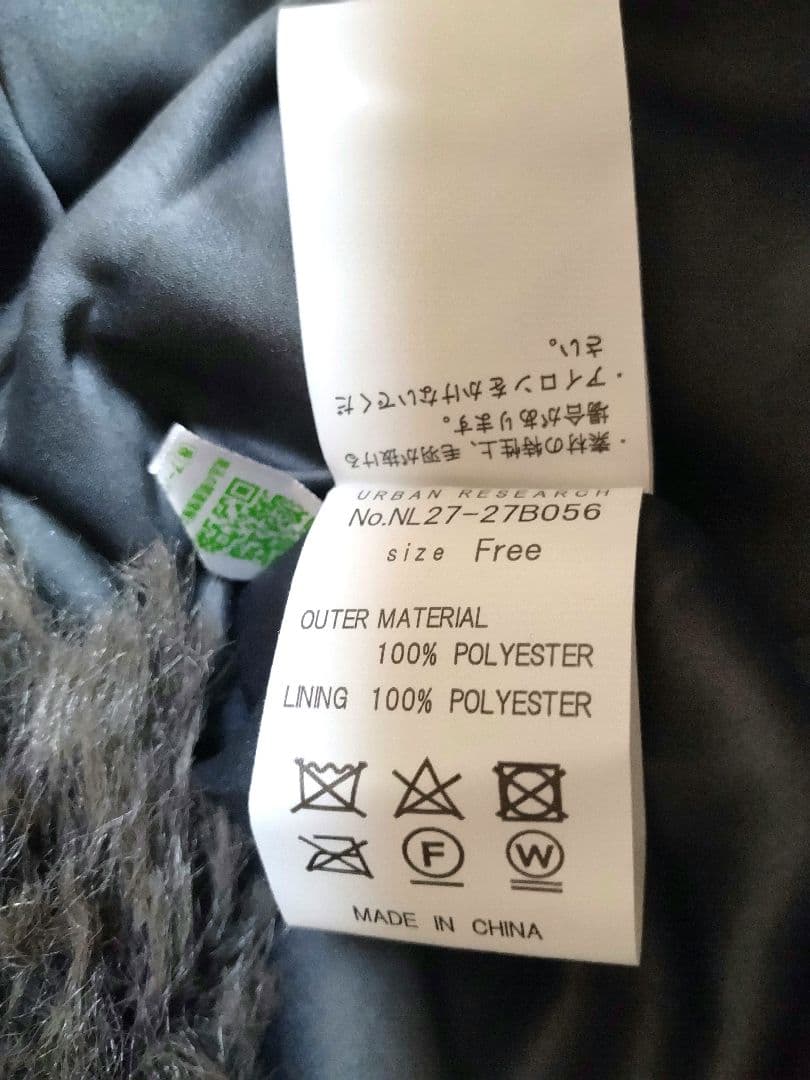 ・素材の特性上、毛羽が抜ける
場合があります。
・アイロンをかけないでくだ
さい。
URBAN RESEARCH
No.NL27-27B056
size Free
OUTER MATERIAL
100% POLYESTER
LINING 100% POLYESTER
F W
MADE IN CHINA